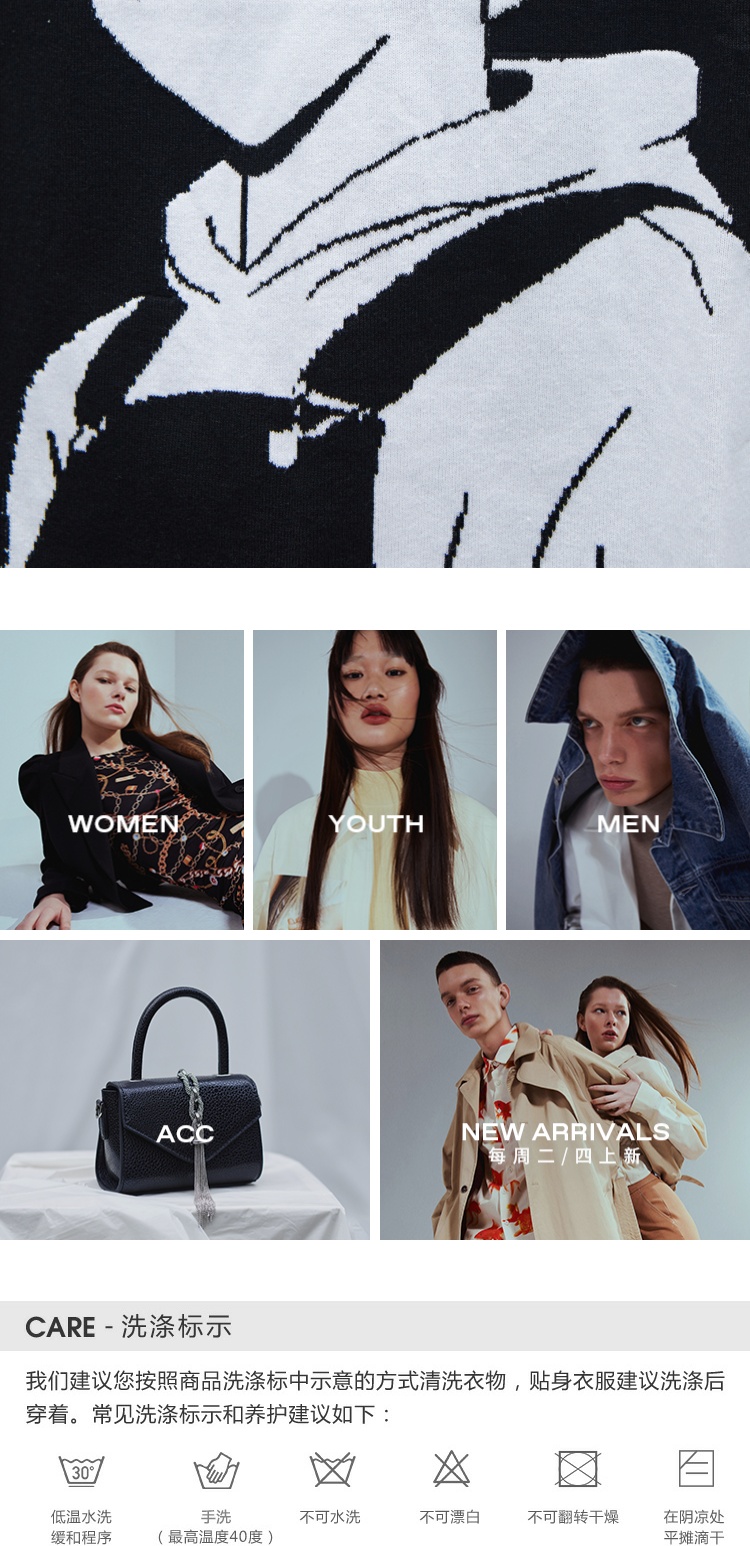 WOMEN
YOUTH
MEN
ACC
NEW ARRIVALS
每周二/四上新
CARE - 洗涤标示
我们建议您按照商品洗涤标中示意的方式清洗衣物，贴身衣服建议洗涤后
穿着。常见洗涤标示和养护建议如下：
30°
低温水洗
缓和程序
手洗
（最高温度40度）
不可水洗
不可漂白
不可翻转干燥
在阴凉处
平摊滴干